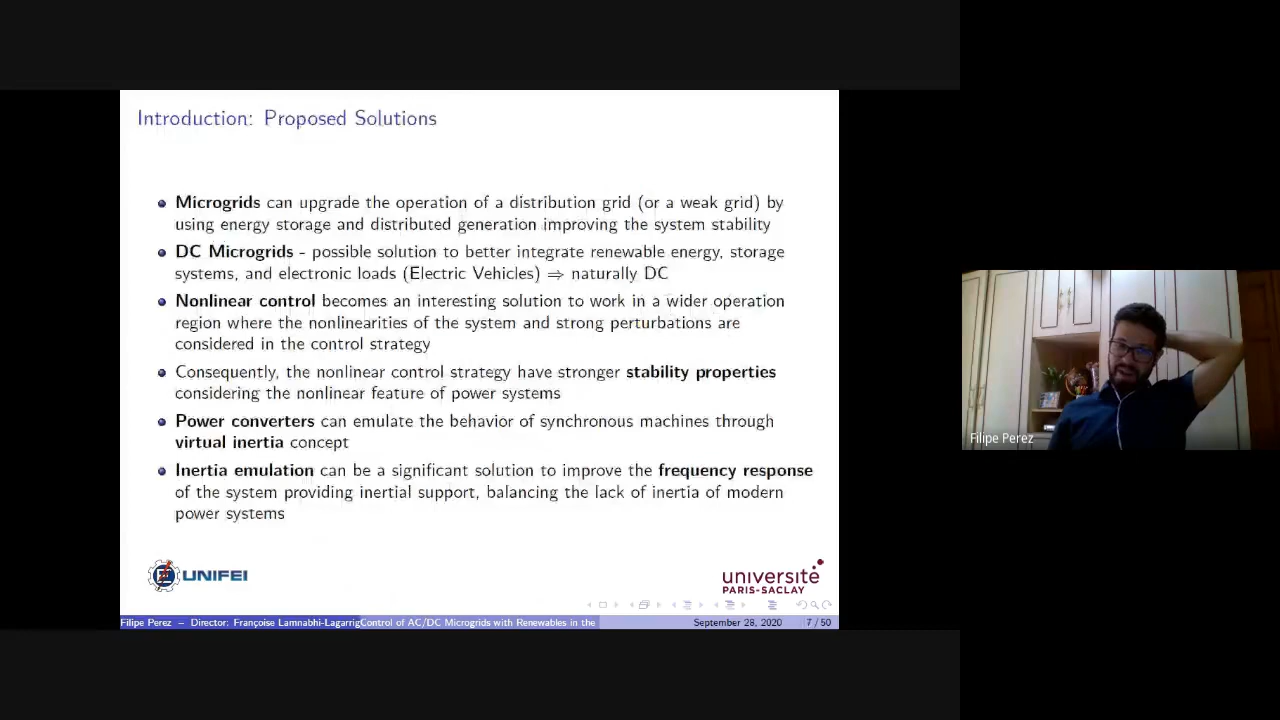 Introduction: Proposed Solutions
Microgrids can upgrade the operation of a distribution grid (or a weak grid) by
using energy storage and distributed generation improving the system stability
DC Microgrids - possible solution to better integrate renewable energy, storage
systems, and electronic loads (Electric Vehicles) ⇒ naturally DC
Nonlinear control becomes an interesting solution to work in a wider operation
region where the nonlinearities of the system and strong perturbations are
considered in the control strategy
Consequently, the nonlinear control strategy have stronger stability properties
considering the nonlinear feature of power systems
Power converters can emulate the behavior of synchronous machines through
virtual inertia concept
Inertia emulation can be a significant solution to improve the frequency response
of the system providing inertial support, balancing the lack of inertia of modern
power systems
UNIFEI
université
PARIS-SACLAY
Filipe Perez – Director: Françoise Lamnabhi-Lagarrig
Control of AC/DC Microgrids with Renewables in the
September 28, 2020
7 / 50
Filipe Perez